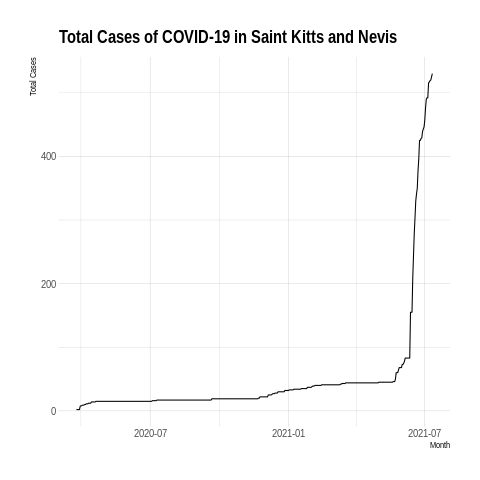 Total Cases of COVID-19 in Saint Kitts and Nevis
Total Cases
400
200
0
2020-07
2021-01
2021-07
Month